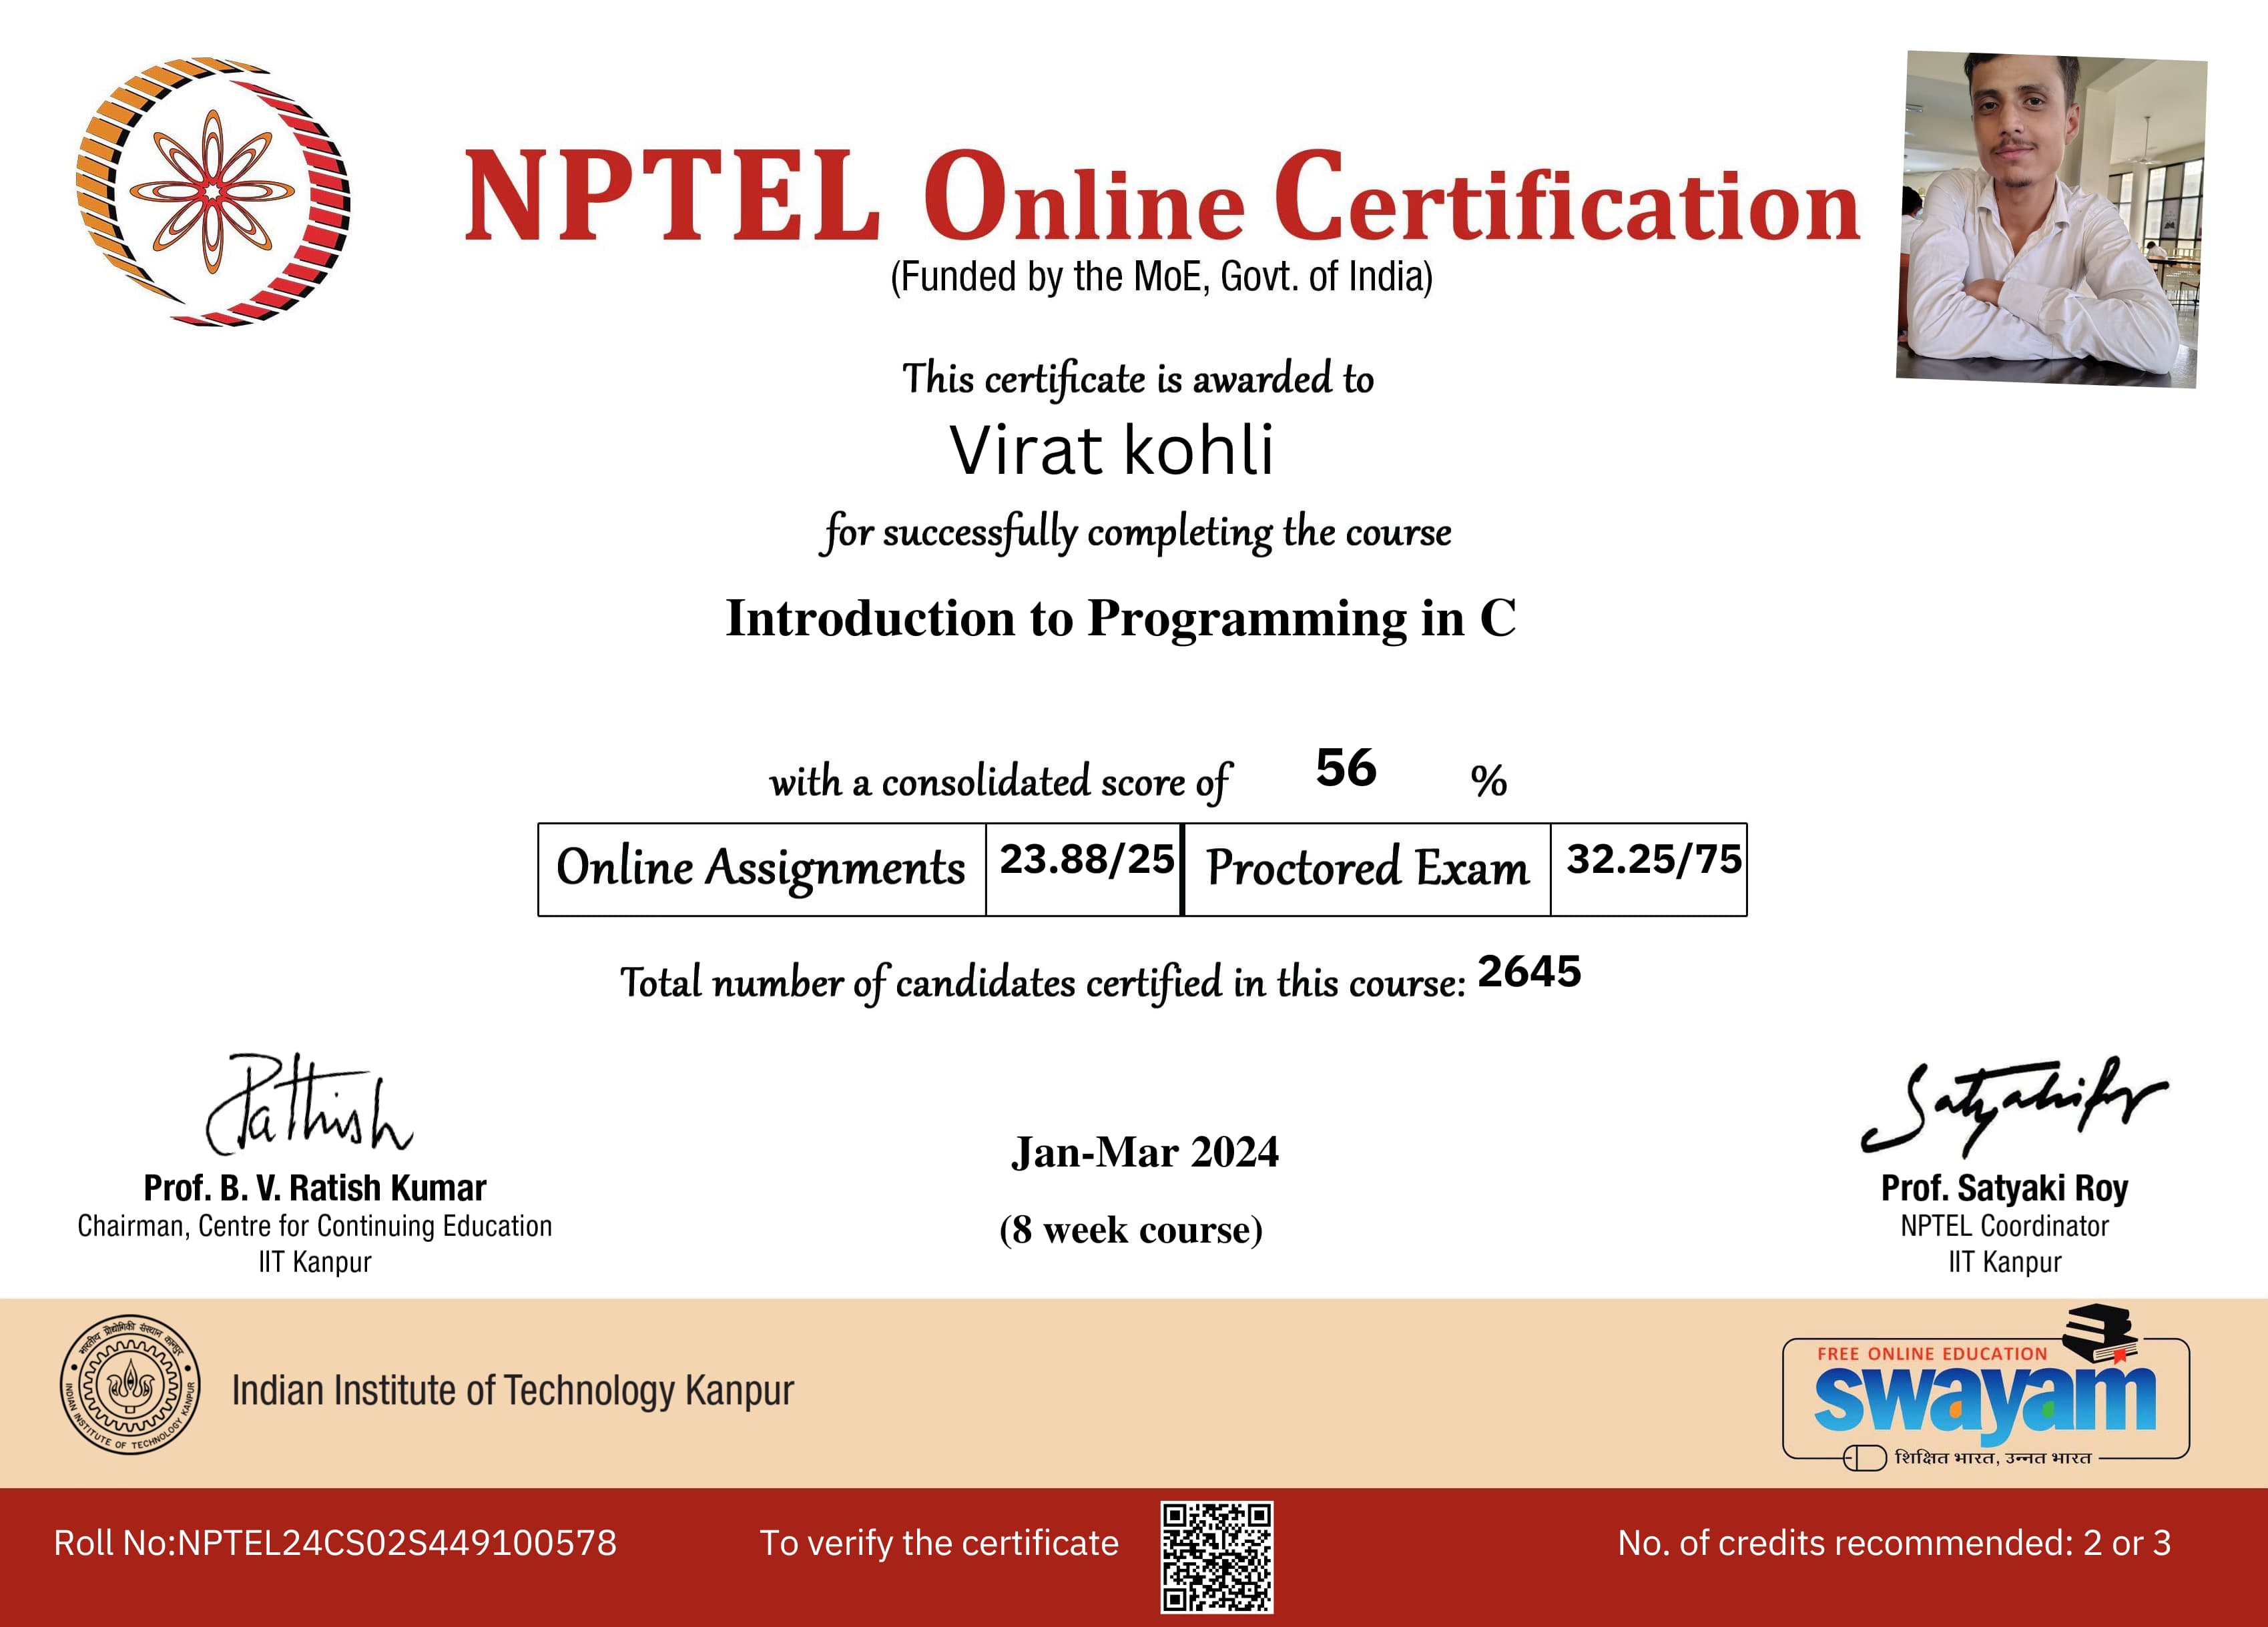 NPTEL Online Certification
(Funded by the MoE, Govt. of India)
This certificate is awarded to
Virat kohli
for successfully completing the course
Introduction to Programming in C
with a consolidated score of 56 %
Online Assignments 23.88/25 Proctored Exam 32.25/75
Total number of candidates certified in this course: 2645
Prof. B. V. Ratish Kumar
Chairman, Centre for Continuing Education
IIT Kanpur
Jan-Mar 2024
(8 week course)
Prof. Satyaki Roy
NPTEL Coordinator
IIT Kanpur
भारतीय प्रौद्योगिकी संस्थान कानपुर
INDIAN INSTITUTE OF TECHNOLOGY KANPUR
Indian Institute of Technology Kanpur
FREE ONLINE EDUCATION
swayam
शिक्षित भारत, उन्नत भारत
Roll No:NPTEL24CS02S449100578
To verify the certificate
No. of credits recommended: 2 or 3